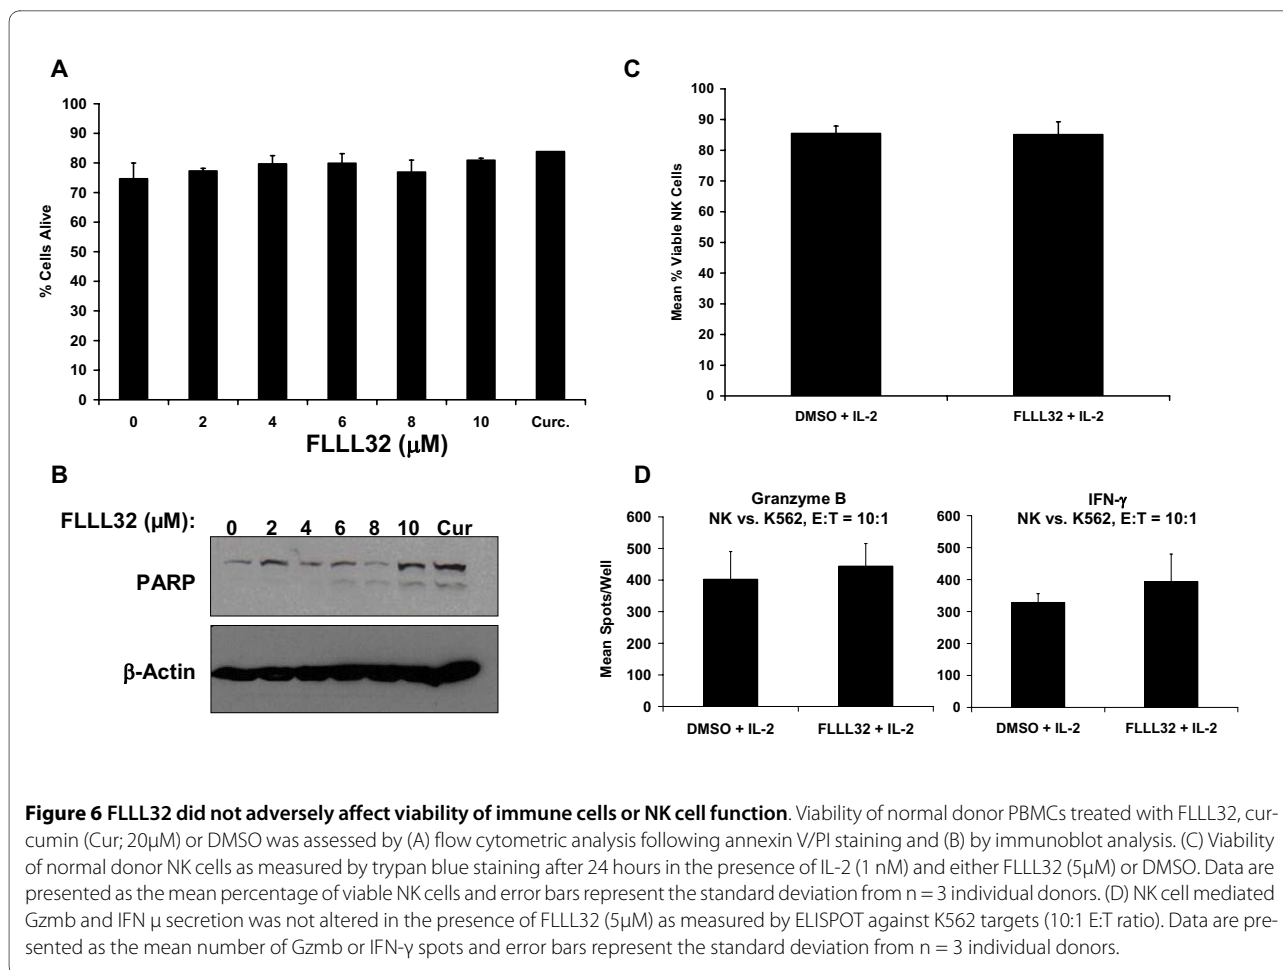 A
100
90
80
70
60
50
40
30
20
10
0
% Cells Alive
0 2 4 6 8 10 Curc.
FLLL32 (μM)
C
100
90
80
70
60
50
40
30
20
10
0
Mean % Viable NK Cells
DMSO + IL-2 FLLL32 + IL-2
B
FLLL32 (μM): 0 2 4 6 8 10 Cur
PARP
β-Actin
D
Granzyme B
NK vs. K562, E:T = 10:1
600
500
400
300
200
100
0
Mean Spots/Well
DMSO + IL-2 FLLL32 + IL-2
IFN-γ
NK vs. K562, E:T = 10:1
600
500
400
300
200
100
0
DMSO + IL-2 FLLL32 + IL-2
Figure 6 FLLL32 did not adversely affect viability of immune cells or NK cell function. Viability of normal donor PBMCs treated with FLLL32, cur-
cumin (Cur; 20μM) or DMSO was assessed by (A) flow cytometric analysis following annexin V/PI staining and (B) by immunoblot analysis. (C) Viability
of normal donor NK cells as measured by trypan blue staining after 24 hours in the presence of IL-2 (1 nM) and either FLLL32 (5μM) or DMSO. Data are
presented as the mean percentage of viable NK cells and error bars represent the standard deviation from n = 3 individual donors. (D) NK cell mediated
Gzmb and IFN μ secretion was not altered in the presence of FLLL32 (5μM) as measured by ELISPOT against K562 targets (10:1 E:T ratio). Data are pre-
sented as the mean number of Gzmb or IFN-γ spots and error bars represent the standard deviation from n = 3 individual donors.